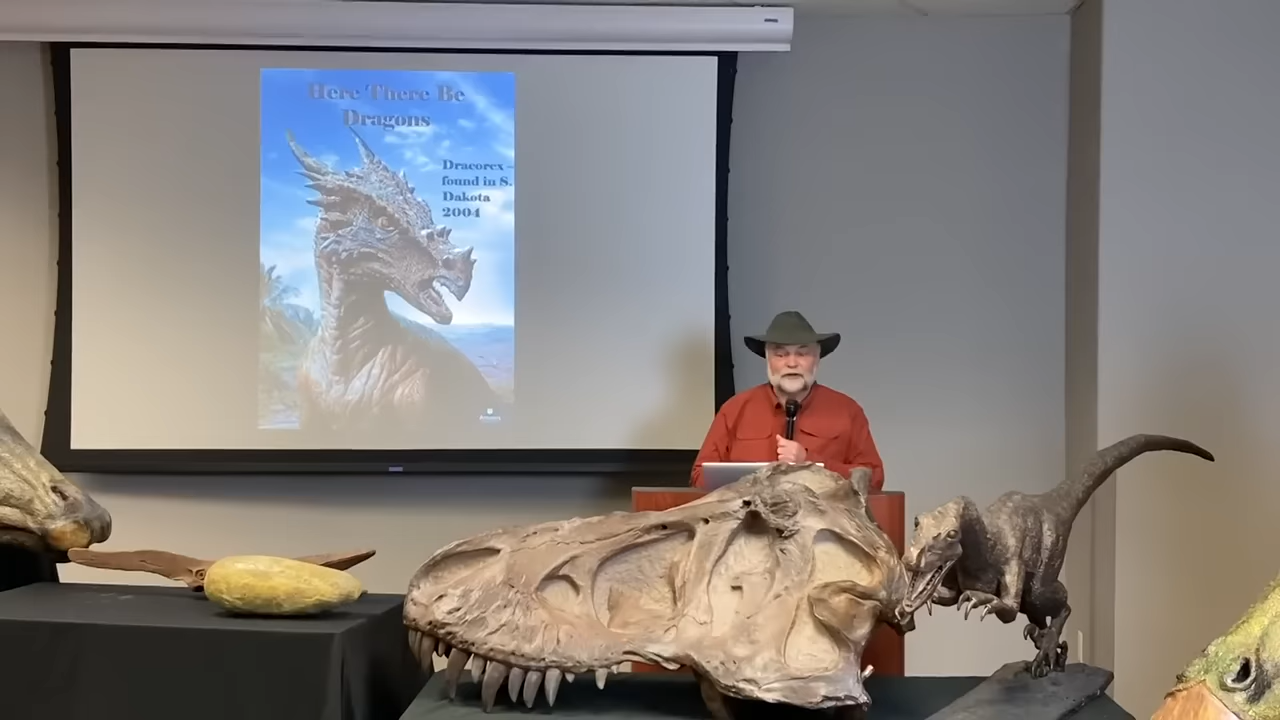 Here There Be
Dragons
Dracorex –
found in S.
Dakota
2004